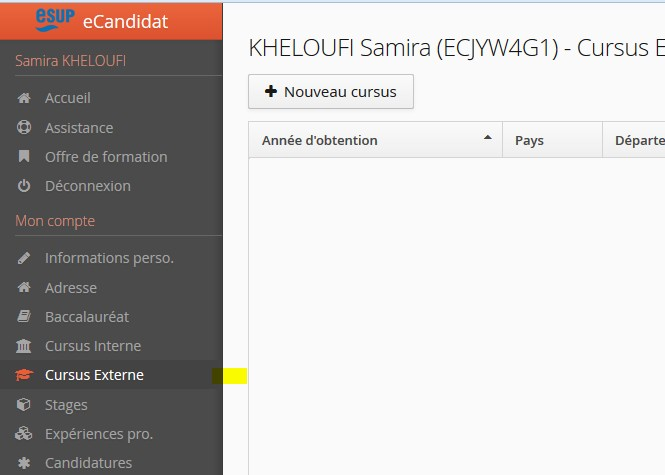 esup eCandidat
Samira KHELOUFI
Accueil
Assistance
Offre de formation
Déconnexion
Mon compte
Informations perso.
Adresse
Baccalauréat
Cursus Interne
Cursus Externe
Stages
Expériences pro.
Candidatures
KHELOUFI Samira (ECJYW4G1) - Cursus E
Nouveau cursus
Année d'obtention Pays Départe